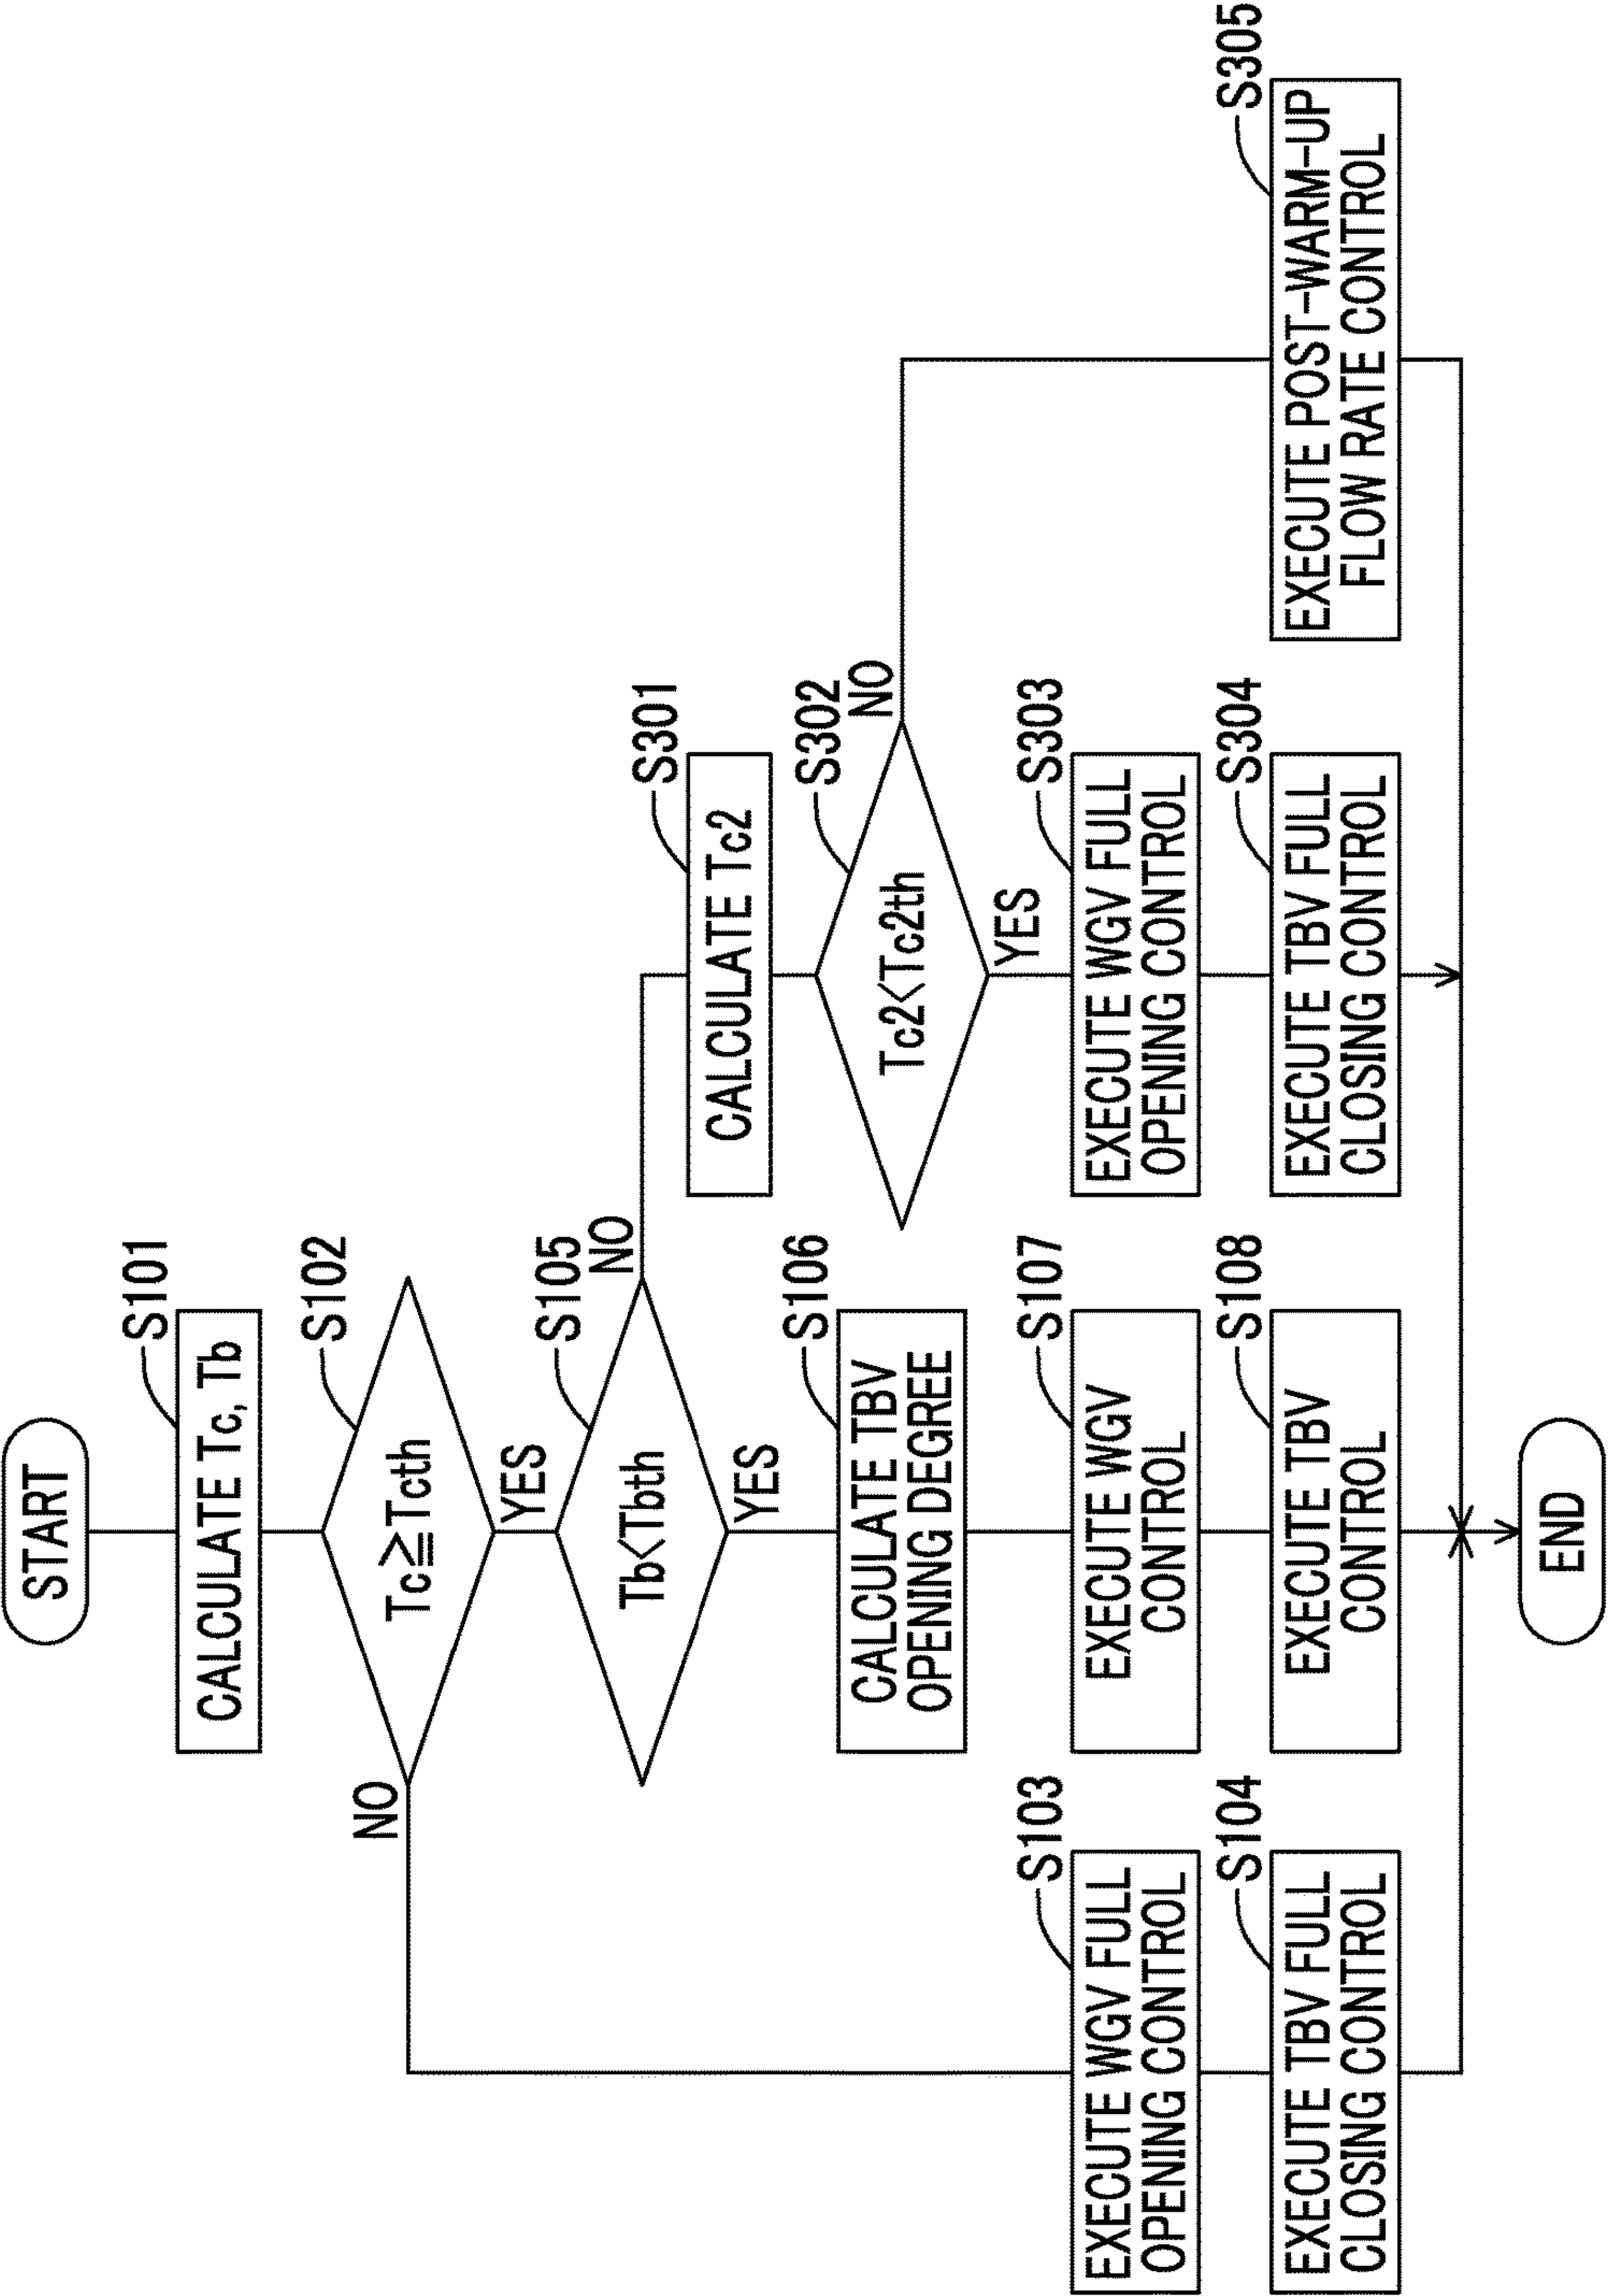 START
S101
CALCULATE Tc, Tb
S102
Tc≧Tcth
NO
YES
S105
Tb<Tbth
NO
YES
S106
CALCULATE TBV
OPENING DEGREE
S107
EXECUTE WGV
CONTROL
S108
EXECUTE TBV
CONTROL
S103
EXECUTE WGV FULL
OPENING CONTROL
S104
EXECUTE TBV FULL
CLOSING CONTROL
S301
CALCULATE Tc2
S302
Tc2<Tc2th
NO
YES
S303
EXECUTE WGV FULL
OPENING CONTROL
S304
EXECUTE TBV FULL
CLOSING CONTROL
S305
EXECUTE POST-WARM-UP
FLOW RATE CONTROL
END